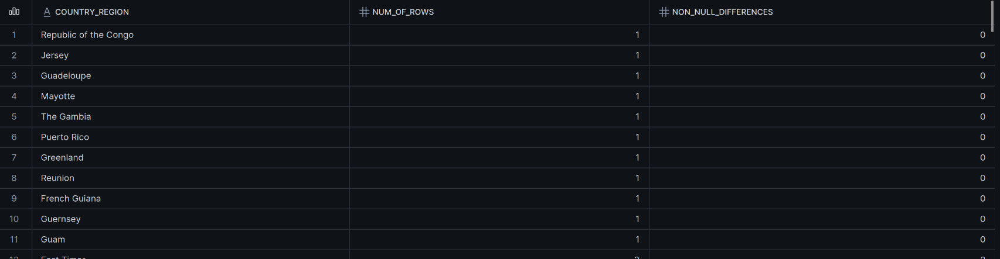 COUNTRY_REGION NUM_OF_ROWS NON_NULL_DIFFERENCES
1 Republic of the Congo 1 0
2 Jersey 1 0
3 Guadeloupe 1 0
4 Mayotte 1 0
5 The Gambia 1 0
6 Puerto Rico 1 0
7 Greenland 1 0
8 Reunion 1 0
9 French Guiana 1 0
10 Guernsey 1 0
11 Guam 1 0
12 East Timor